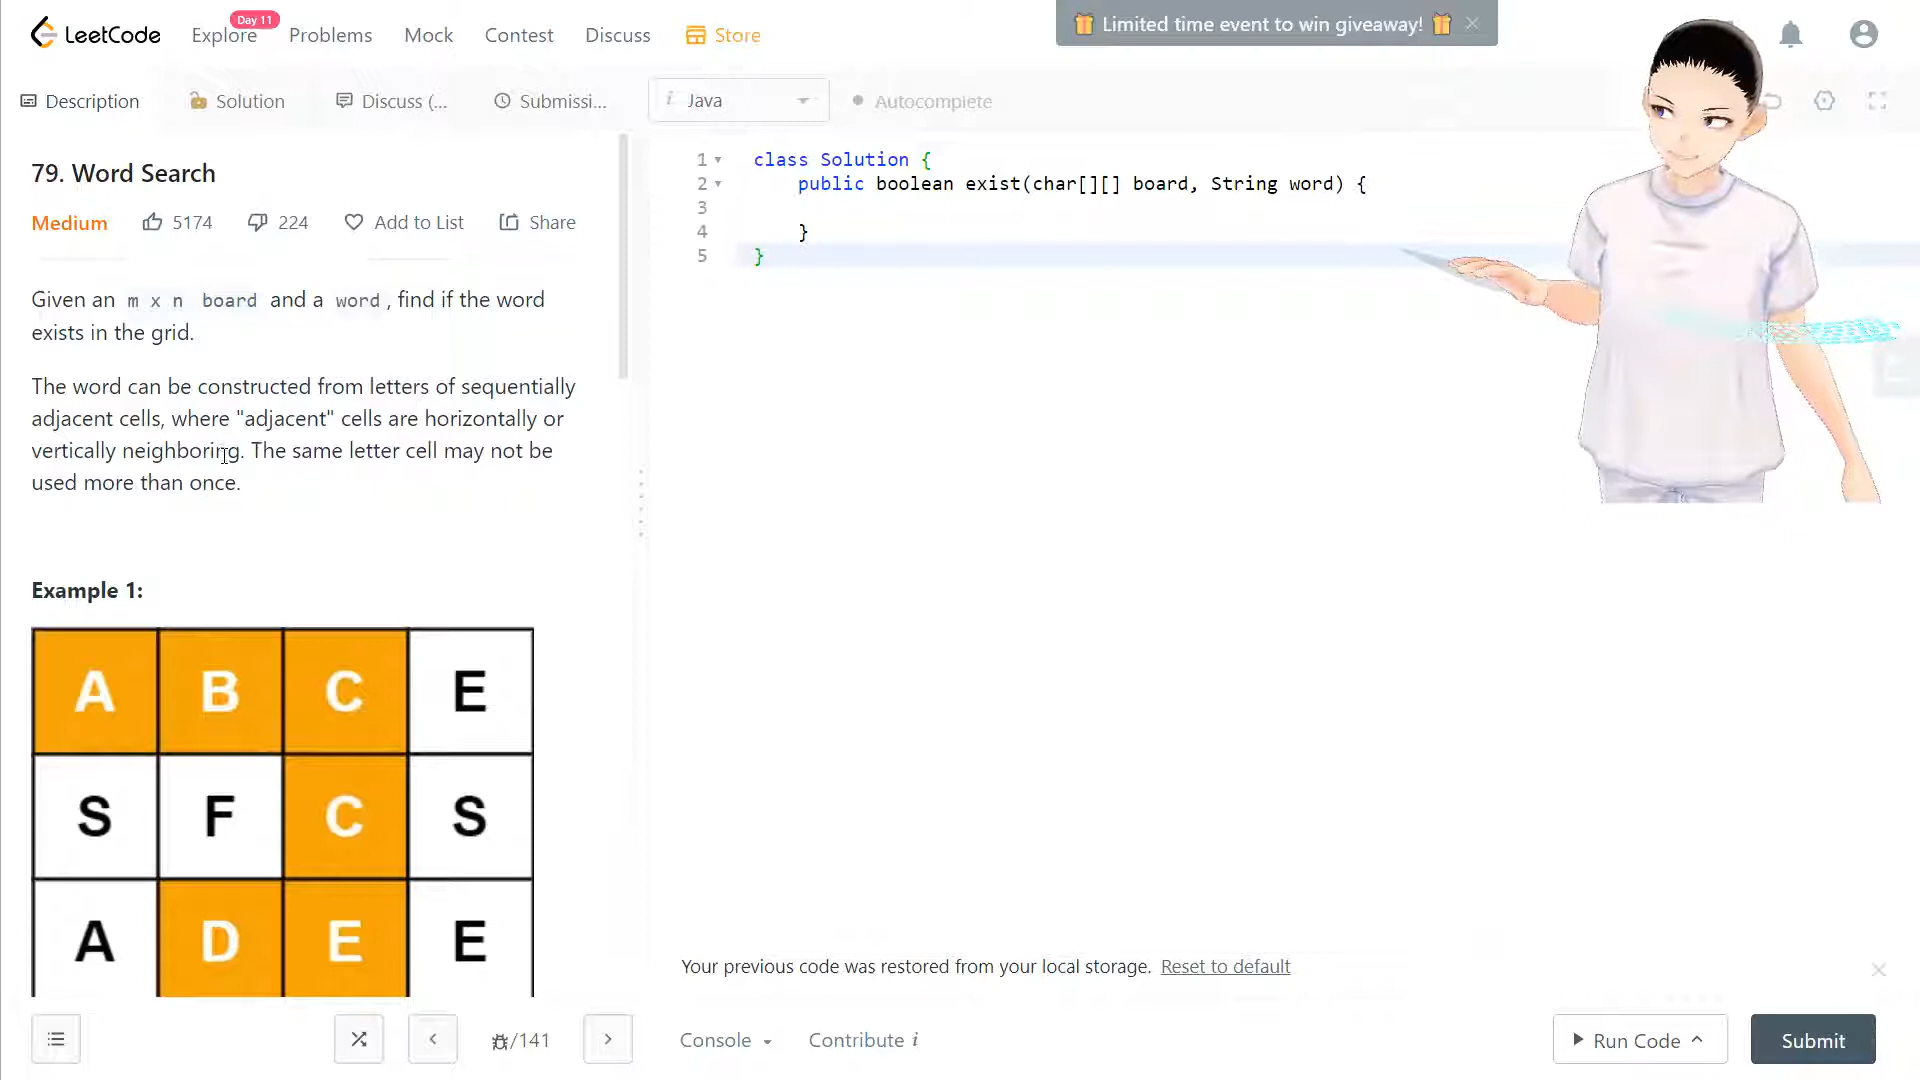 LeetCode
Explore
Day 11
Problems
Mock
Contest
Discuss
Store
Limited time event to win giveaway!
Description
Solution
Discuss (...
Submissi...
i Java
Autocomplete
79. Word Search
Medium
5174
224
Add to List
Share
Given an m x n board and a word, find if the word
exists in the grid.
The word can be constructed from letters of sequentially
adjacent cells, where "adjacent" cells are horizontally or
vertically neighboring. The same letter cell may not be
used more than once.
Example 1:
A B C E
S F C S
A D E E
1 class Solution {
2 public boolean exist(char[][] board, String word) {
3
4 }
5 }
Your previous code was restored from your local storage. Reset to default
/141
Console
Contribute i
Run Code
Submit